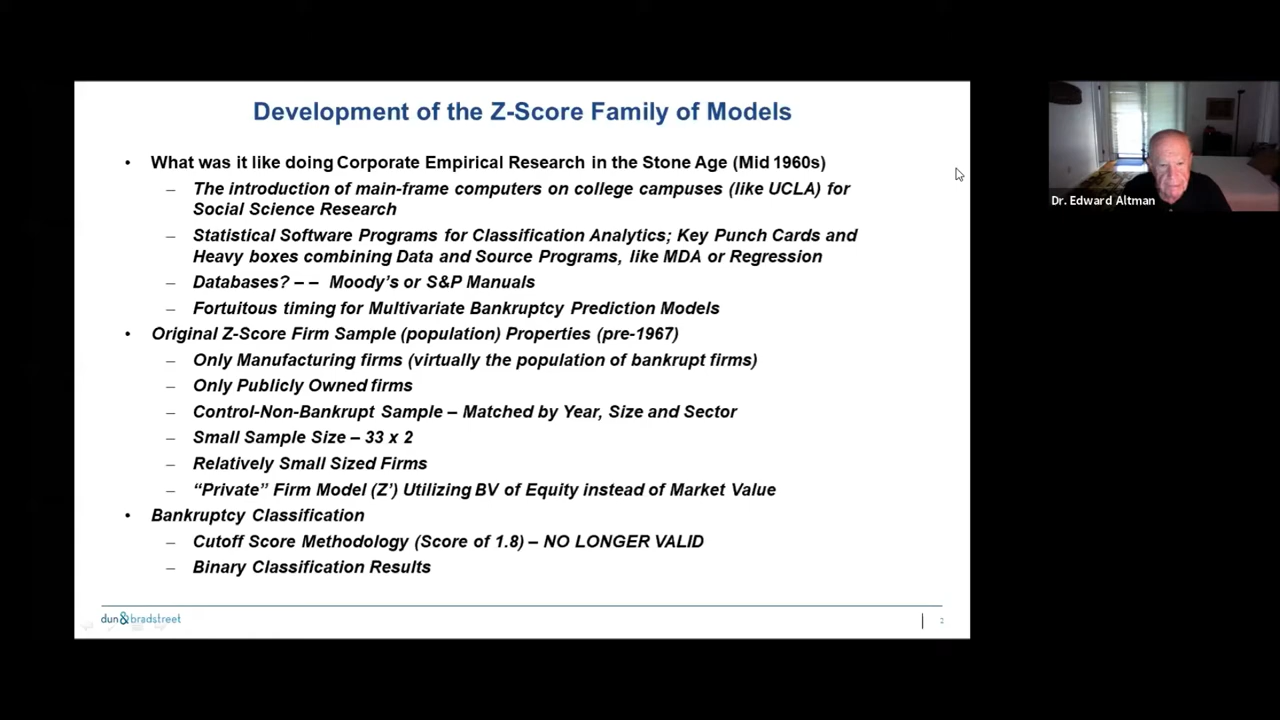 Development of the Z-Score Family of Models
• What was it like doing Corporate Empirical Research in the Stone Age (Mid 1960s)
– The introduction of main-frame computers on college campuses (like UCLA) for
Social Science Research
– Statistical Software Programs for Classification Analytics; Key Punch Cards and
Heavy boxes combining Data and Source Programs, like MDA or Regression
– Databases? – – Moody's or S&P Manuals
– Fortuitous timing for Multivariate Bankruptcy Prediction Models
• Original Z-Score Firm Sample (population) Properties (pre-1967)
– Only Manufacturing firms (virtually the population of bankrupt firms)
– Only Publicly Owned firms
– Control-Non-Bankrupt Sample – Matched by Year, Size and Sector
– Small Sample Size – 33 x 2
– Relatively Small Sized Firms
– “Private” Firm Model (Z’) Utilizing BV of Equity instead of Market Value
• Bankruptcy Classification
– Cutoff Score Methodology (Score of 1.8) – NO LONGER VALID
– Binary Classification Results
dun&bradstreet
2
Dr. Edward Altman